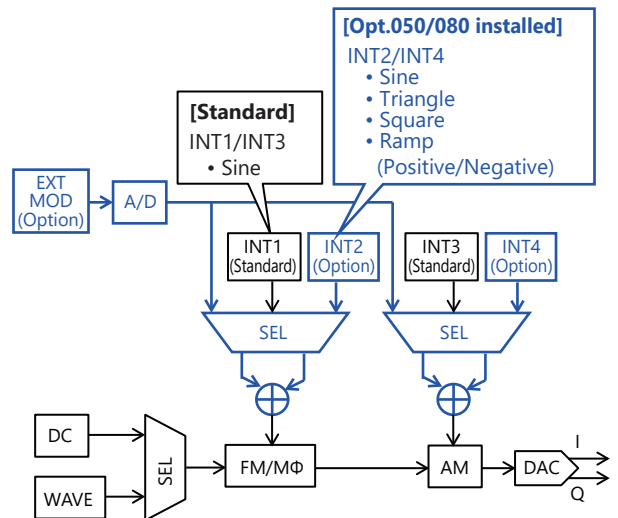 [Opt.050/080 installed]
INT2/INT4
• Sine
• Triangle
• Square
• Ramp
(Positive/Negative)
[Standard]
INT1/INT3
• Sine
EXT
MOD
(Option)
A/D
INT1
(Standard)
INT2
(Option)
INT3
(Standard)
INT4
(Option)
SEL
SEL
DC
WAVE
SEL
FM/MΦ
AM
DAC
I
Q